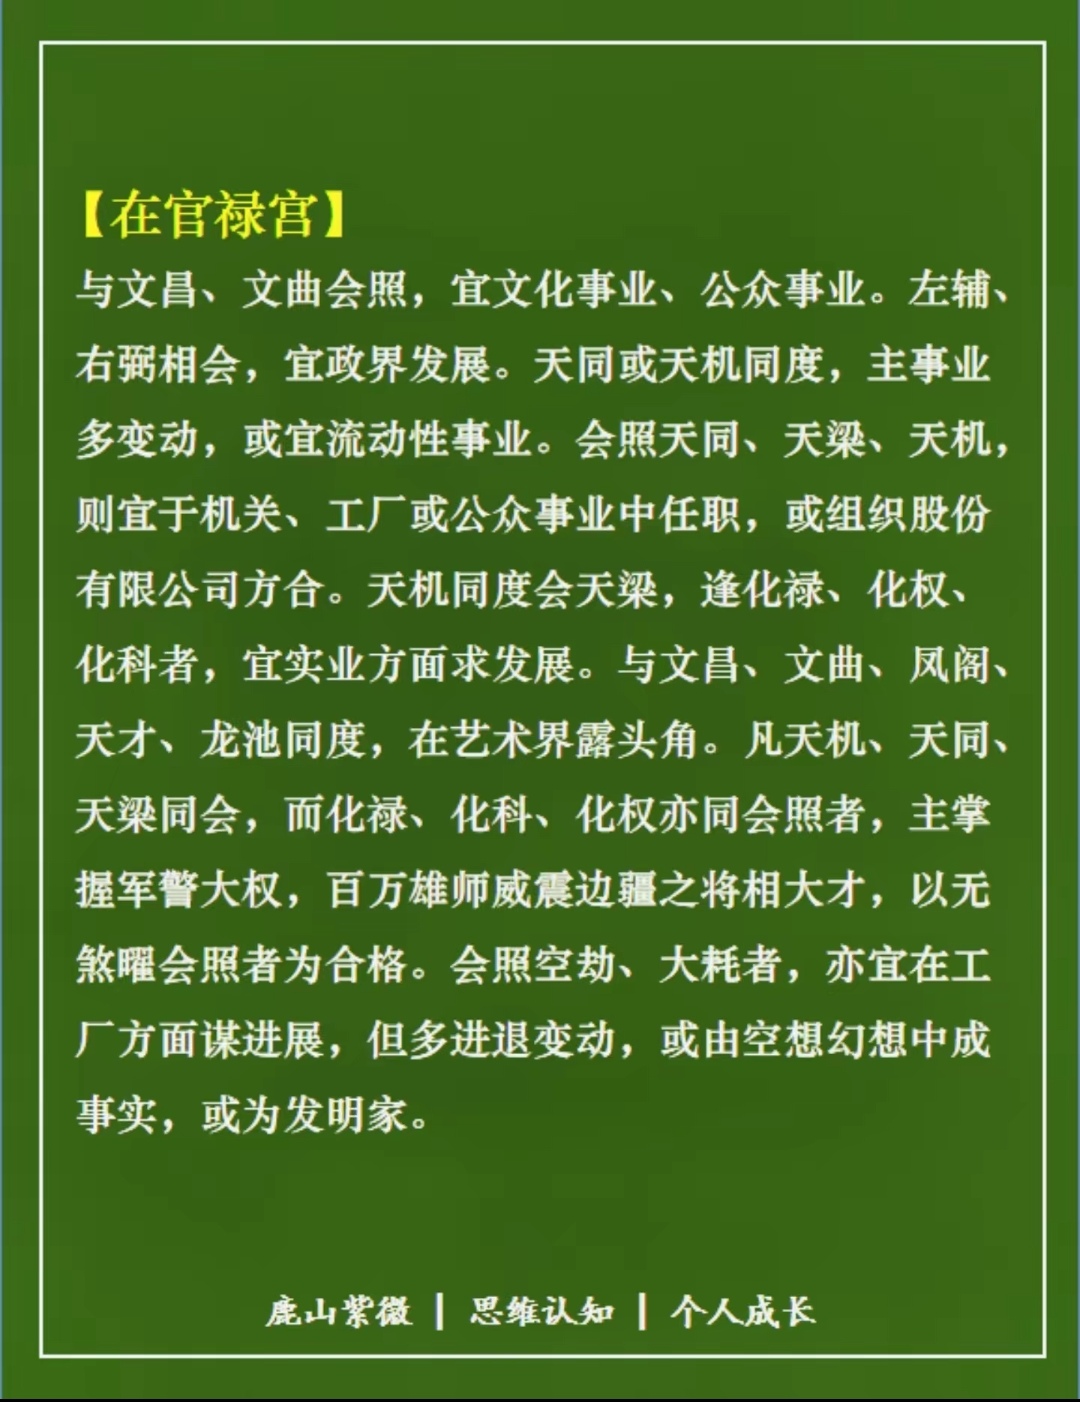 【在官禄宫】
与文昌、文曲会照，宜文化事业、公众事业。左辅、
右弼相会，宜政界发展。天同或天机同度，主事业
多变动，或宜流动性事业。会照天同、天梁、天机，
则宜于机关、工厂或公众事业中任职，或组织股份
有限公司方合。天机同度会天梁，逢化禄、化权、
化科者，宜实业方面求发展。与文昌、文曲、凤阁、
天才、龙池同度，在艺术界露头角。凡天机、天同、
天梁同会，而化禄、化科、化权亦同会照者，主掌
握军警大权，百万雄师威震边疆之将相大才，以无
煞曜会照者为合格。会照空劫、大耗者，亦宜在工
厂方面谋进展，但多进退变动，或由空想幻想中成
事实，或为发明家。
鹿山紫微 | 思维认知 | 个人成长